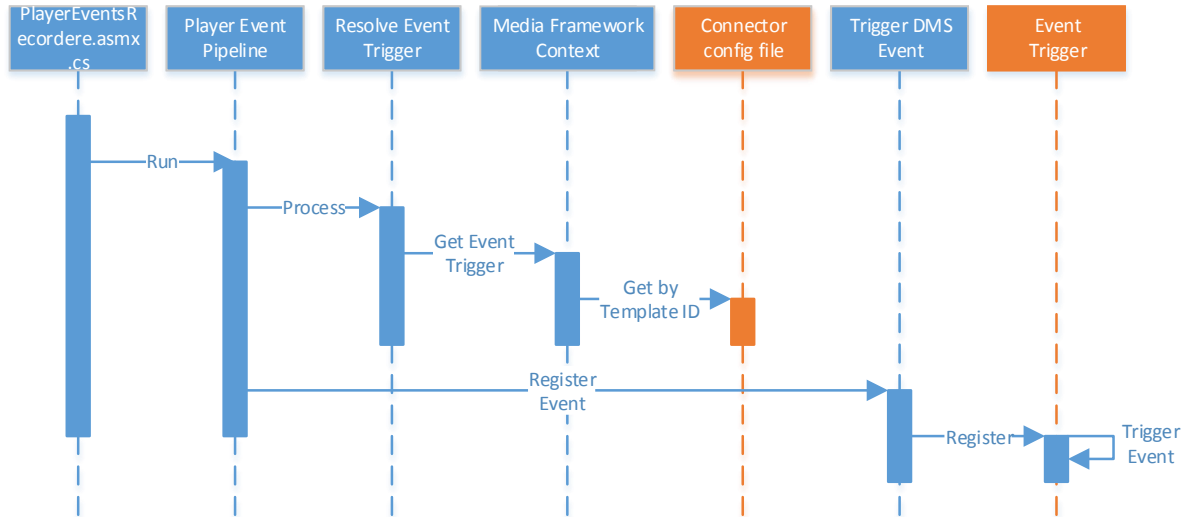 PlayerEventsR
ecordere.asmx
.cs
Player Event
Pipeline
Resolve Event
Trigger
Media Framework
Context
Connector
config file
Trigger DMS
Event
Event
Trigger
Run
Process
Get Event
Trigger
Get by
Template ID
Register
Event
Register
Trigger
Event